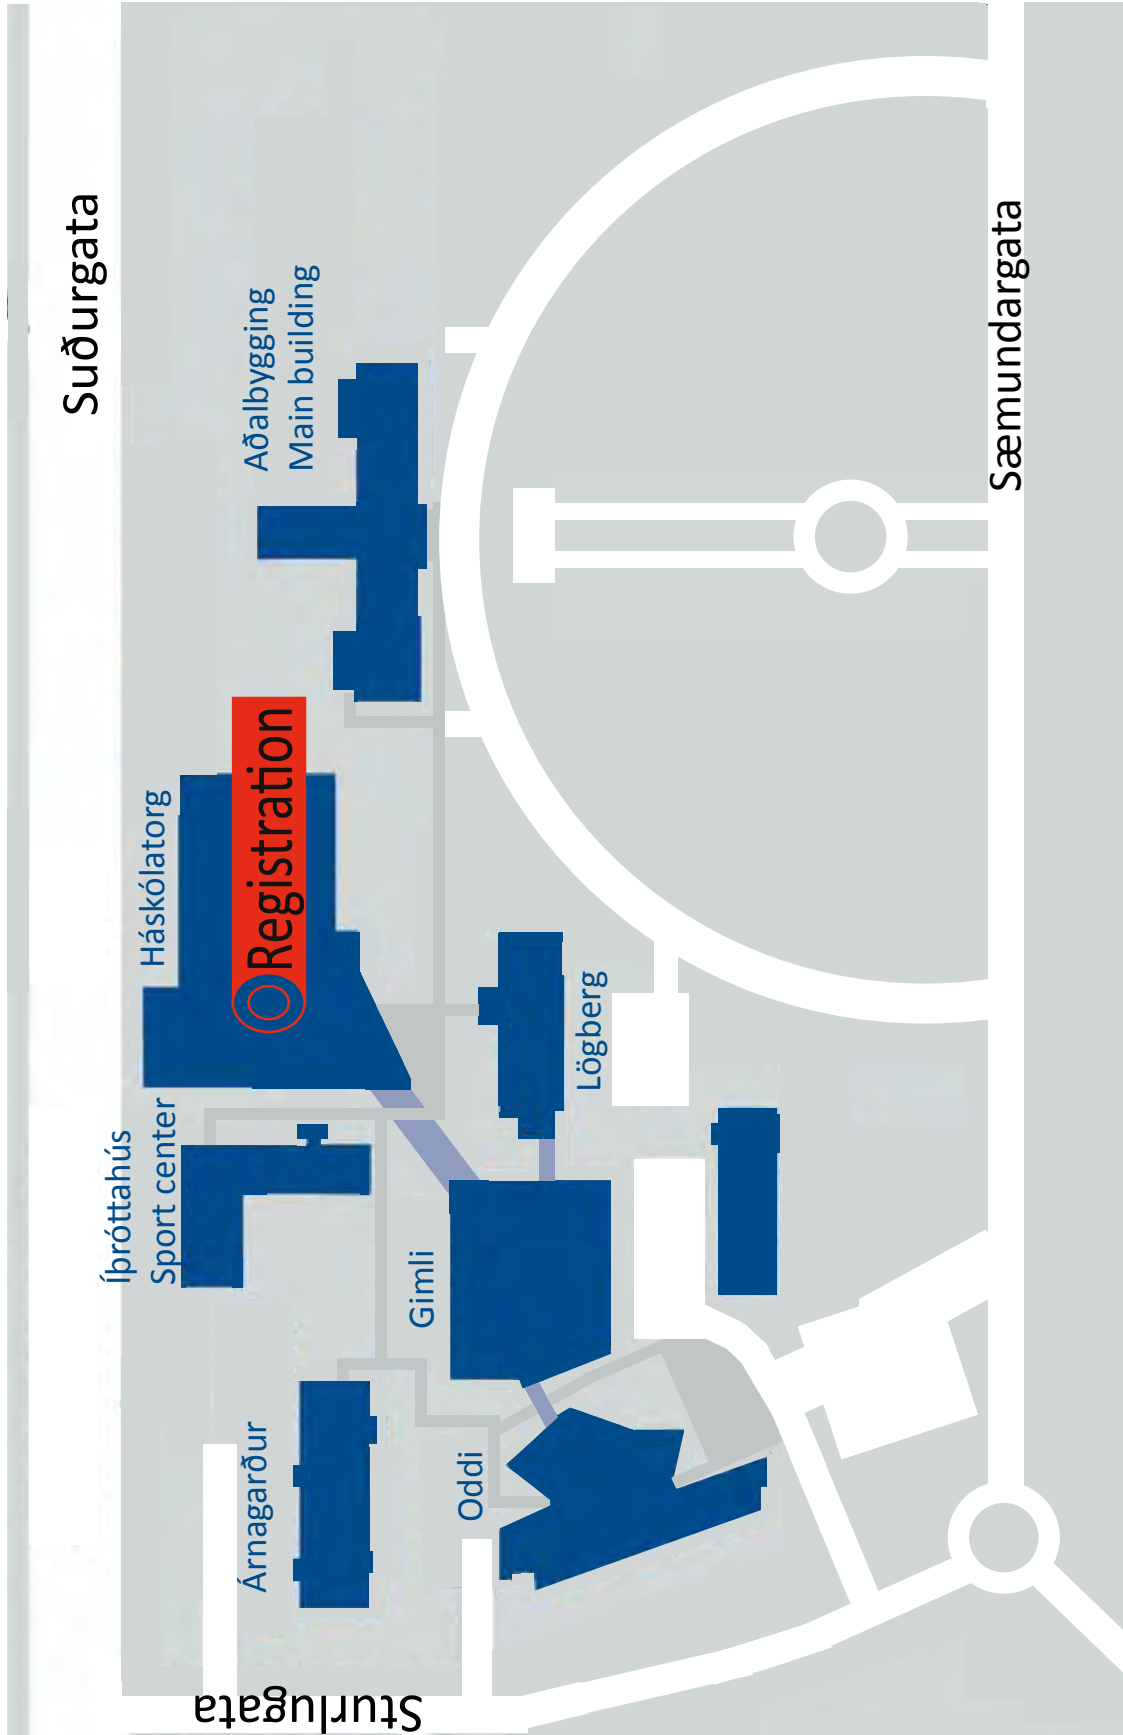 Suðurgata
Aðalbygging
Main building
Sæmundargata
Registration
Háskólatorg
Lögberg
Íþróttahús
Sport center
Gimli
Árnagarður
Oddi
Sturlugata